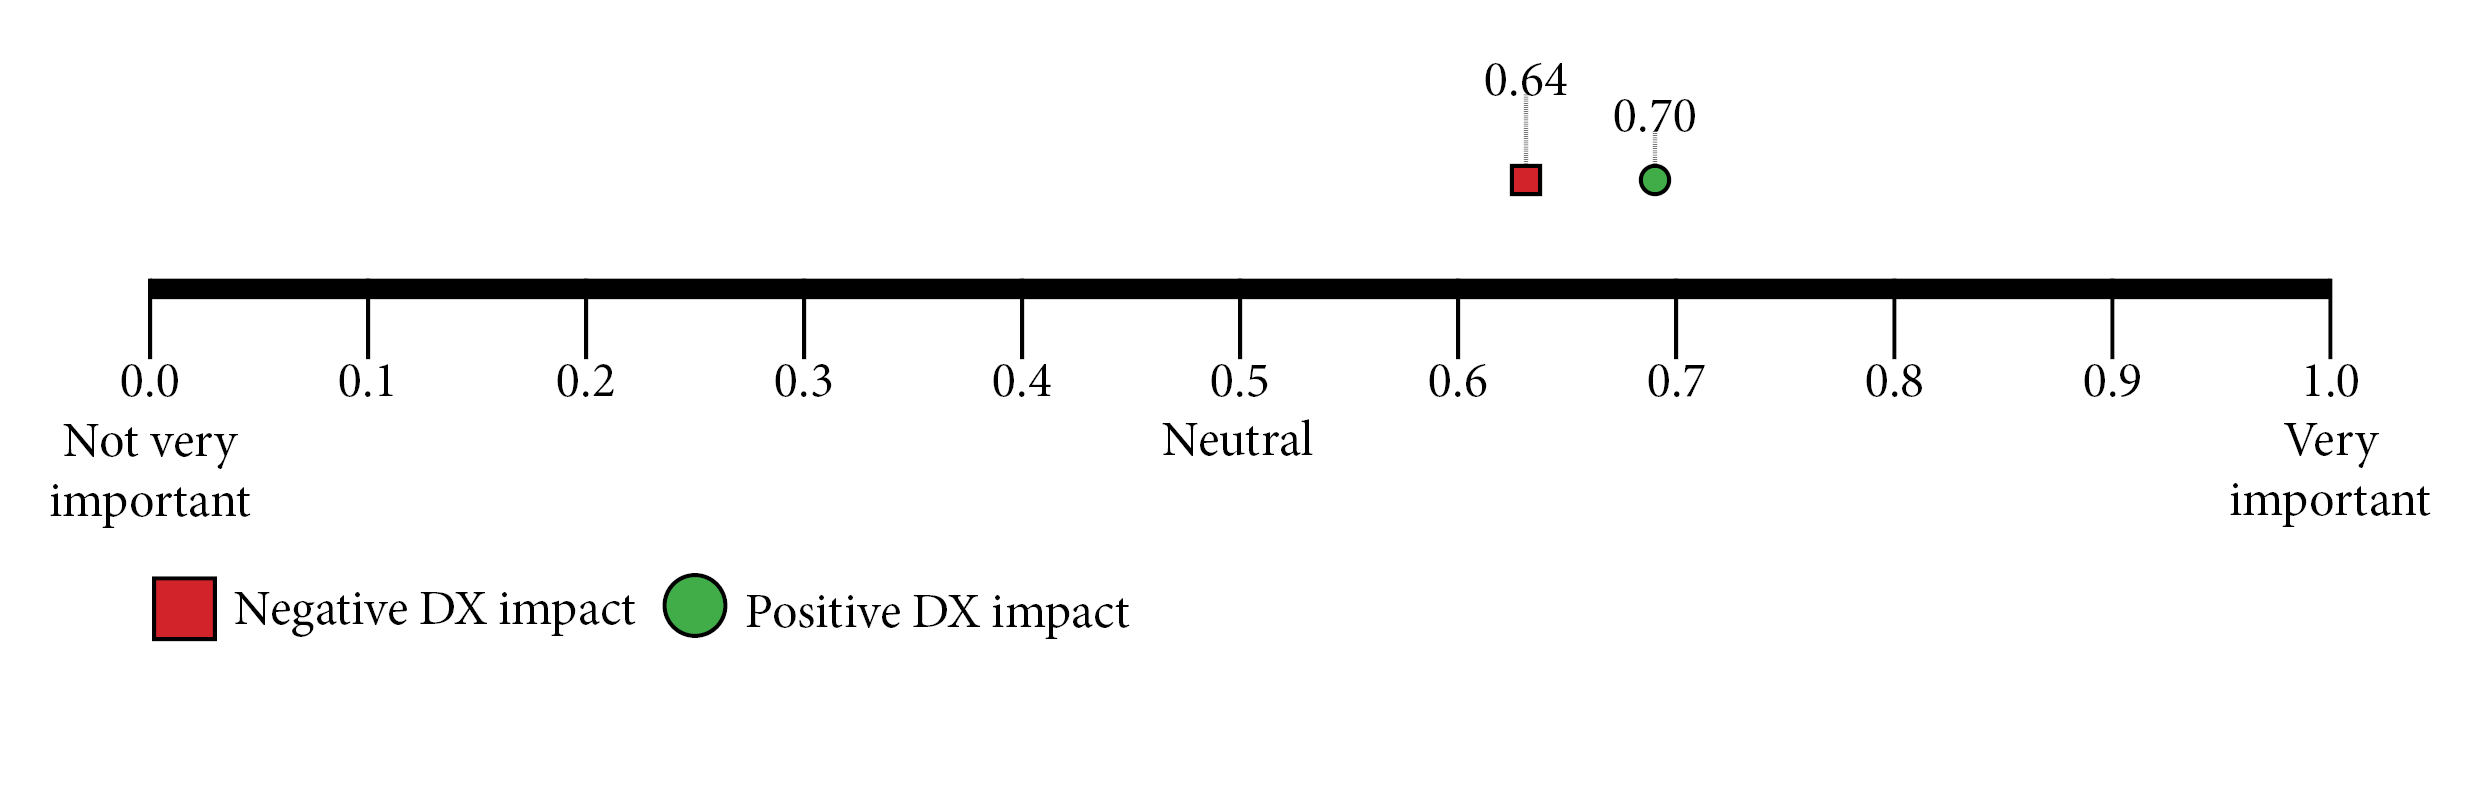 0.64
0.70
0.0 0.1 0.2 0.3 0.4 0.5 0.6 0.7 0.8 0.9 1.0
Not very
important
Neutral
Very
important
Negative DX impact
Positive DX impact